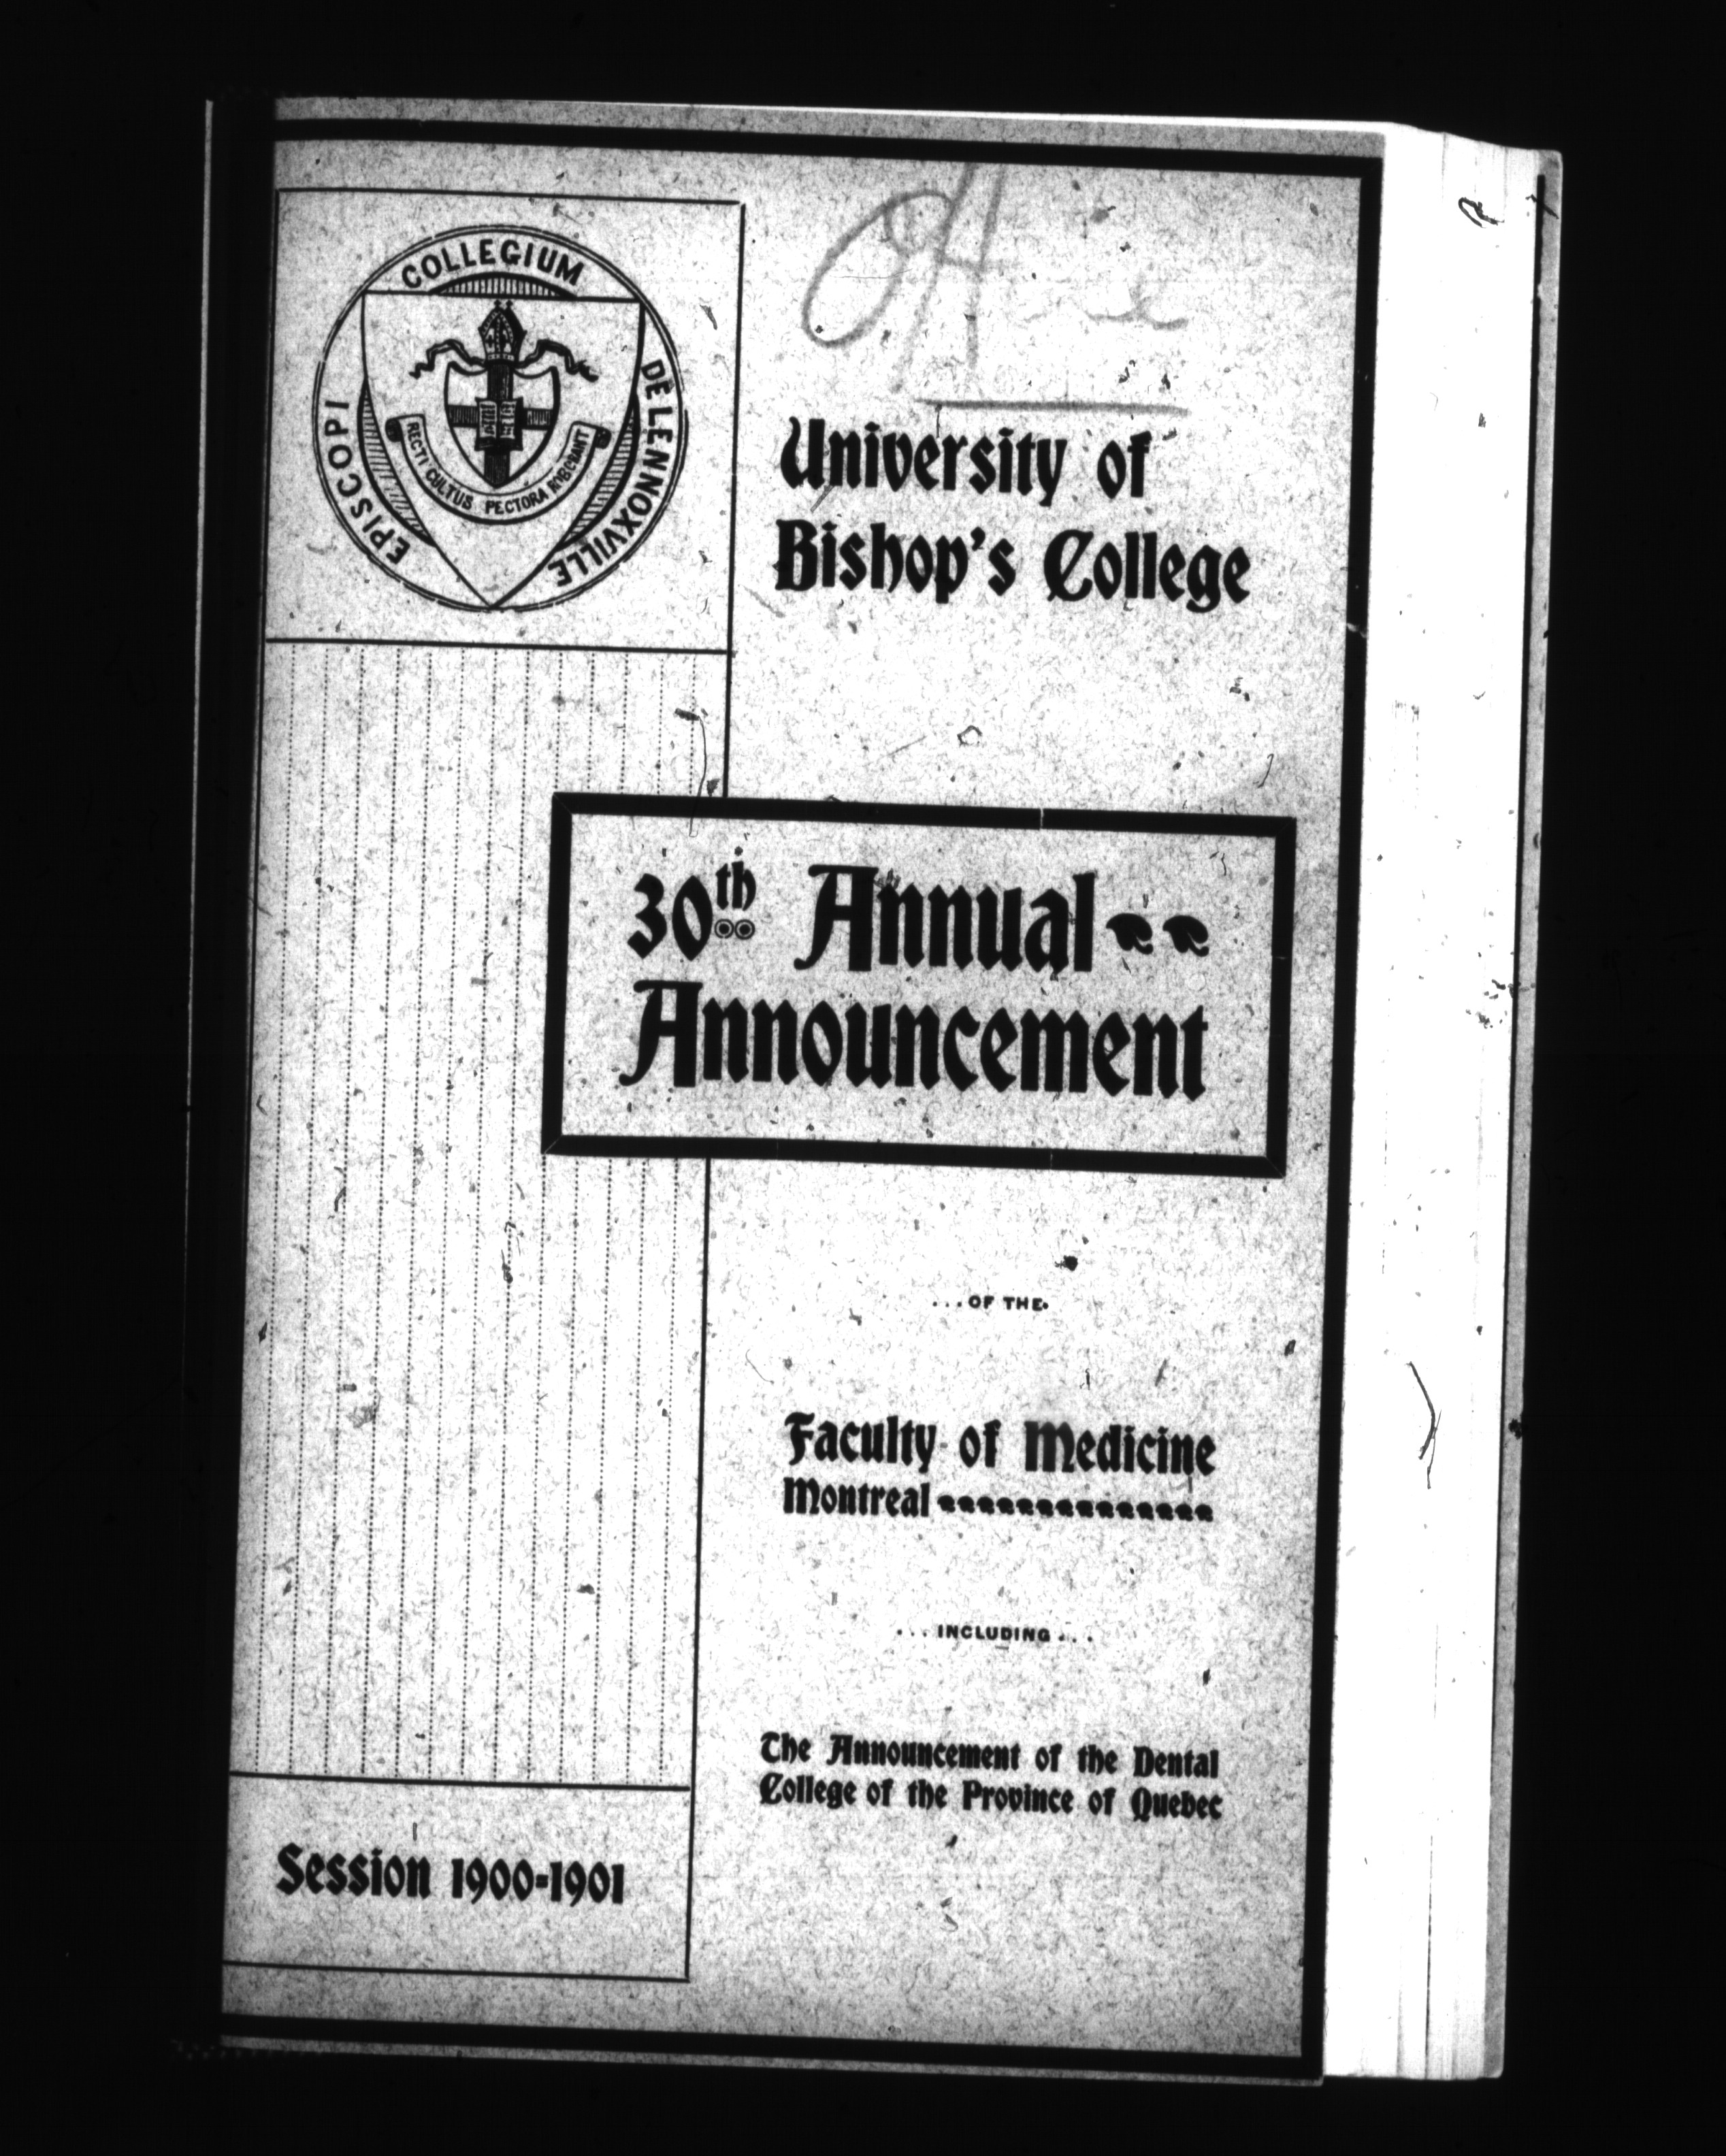 COLLEGIUM
EPISCOPI
DE LENNOXVILLE
RECTI CULTUS PECTORA ROBORANT
Office
University of
Bishop's College
30th Annual
Announcement
...OF THE.
Faculty of Medicine
Montreal
...INCLUDING...
The Announcement of the Dental
College of the Province of Quebec
Session 1900-1901